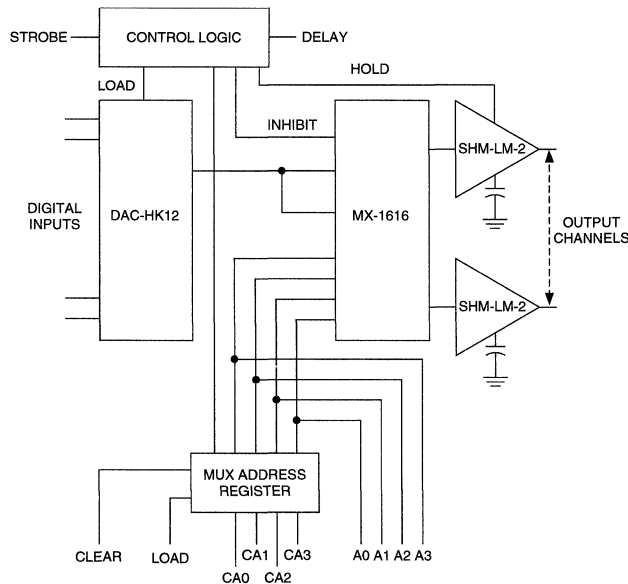 STROBE
CONTROL LOGIC
DELAY
LOAD
HOLD
INHIBIT
DIGITAL
INPUTS
DAC-HK12
MX-1616
SHM-LM-2
OUTPUT
CHANNELS
SHM-LM-2
MUX ADDRESS
REGISTER
CLEAR
LOAD
CA0
CA1
CA2
CA3
A0 A1 A2 A3